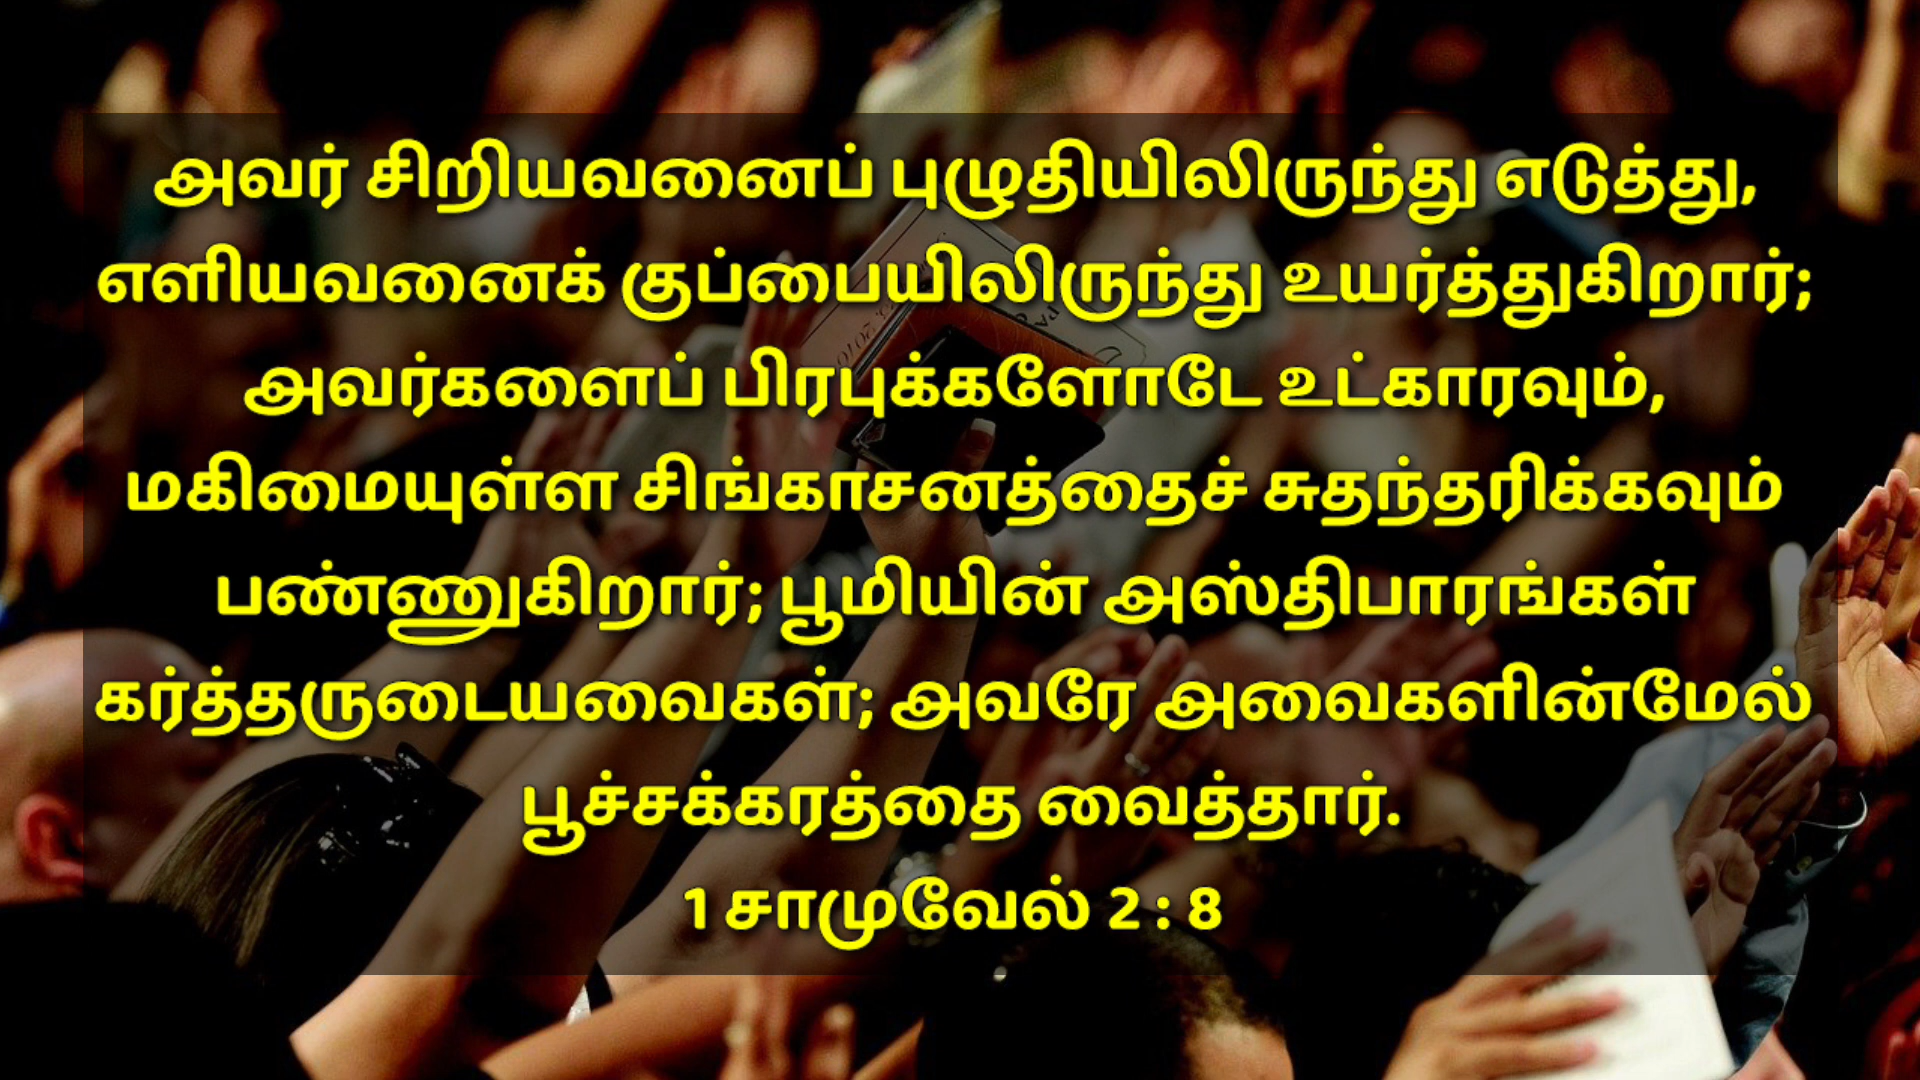 அவர் சிறியவனைப் புழுதியிலிருந்து எடுத்து,
எளியவனைக் குப்பையிலிருந்து உயர்த்துகிறார்;
அவர்களைப் பிரபுக்களோடே உட்காரவும்,
மகிமையுள்ள சிங்காசனத்தைச் சுதந்தரிக்கவும்
பண்ணுகிறார்; பூமியின் அஸ்திபாரங்கள்
கர்த்தருடையவைகள்; அவரே அவைகளின்மேல்
பூச்சக்கரத்தை வைத்தார்.
1 சாமுவேல் 2 : 8